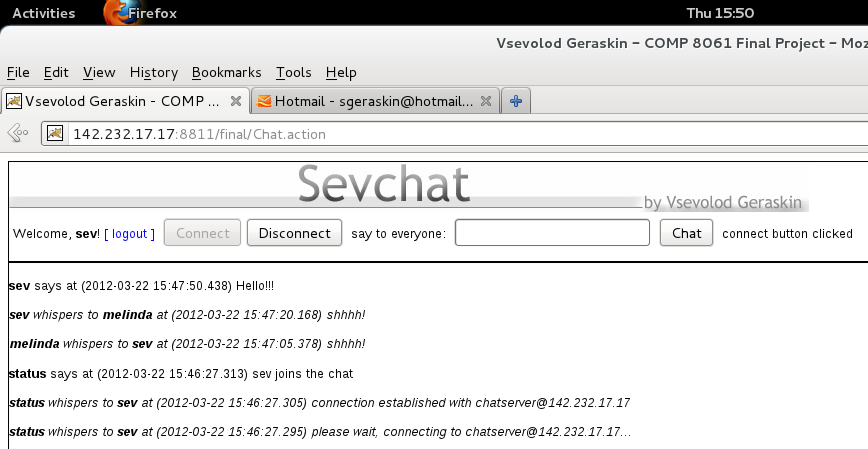 Activities Firefox Thu 15:50
Vsevolod Geraskin - COMP 8061 Final Project - Moz
File Edit View History Bookmarks Tools Help
Vsevolod Geraskin - COMP ... Hotmail - sgeraskin@hotmail...
142.232.17.17:8811/final/Chat.action
Sevchat
by Vsevolod Geraskin
Welcome, sev! [ logout ] Connect Disconnect say to everyone: Chat connect button clicked
sev says at (2012-03-22 15:47:50.438) Hello!!!
sev whispers to melinda at (2012-03-22 15:47:20.168) shhhh!
melinda whispers to sev at (2012-03-22 15:47:05.378) shhhh!
status says at (2012-03-22 15:46:27.313) sev joins the chat
status whispers to sev at (2012-03-22 15:46:27.305) connection established with chatserver@142.232.17.17
status whispers to sev at (2012-03-22 15:46:27.295) please wait, connecting to chatserver@142.232.17.17...